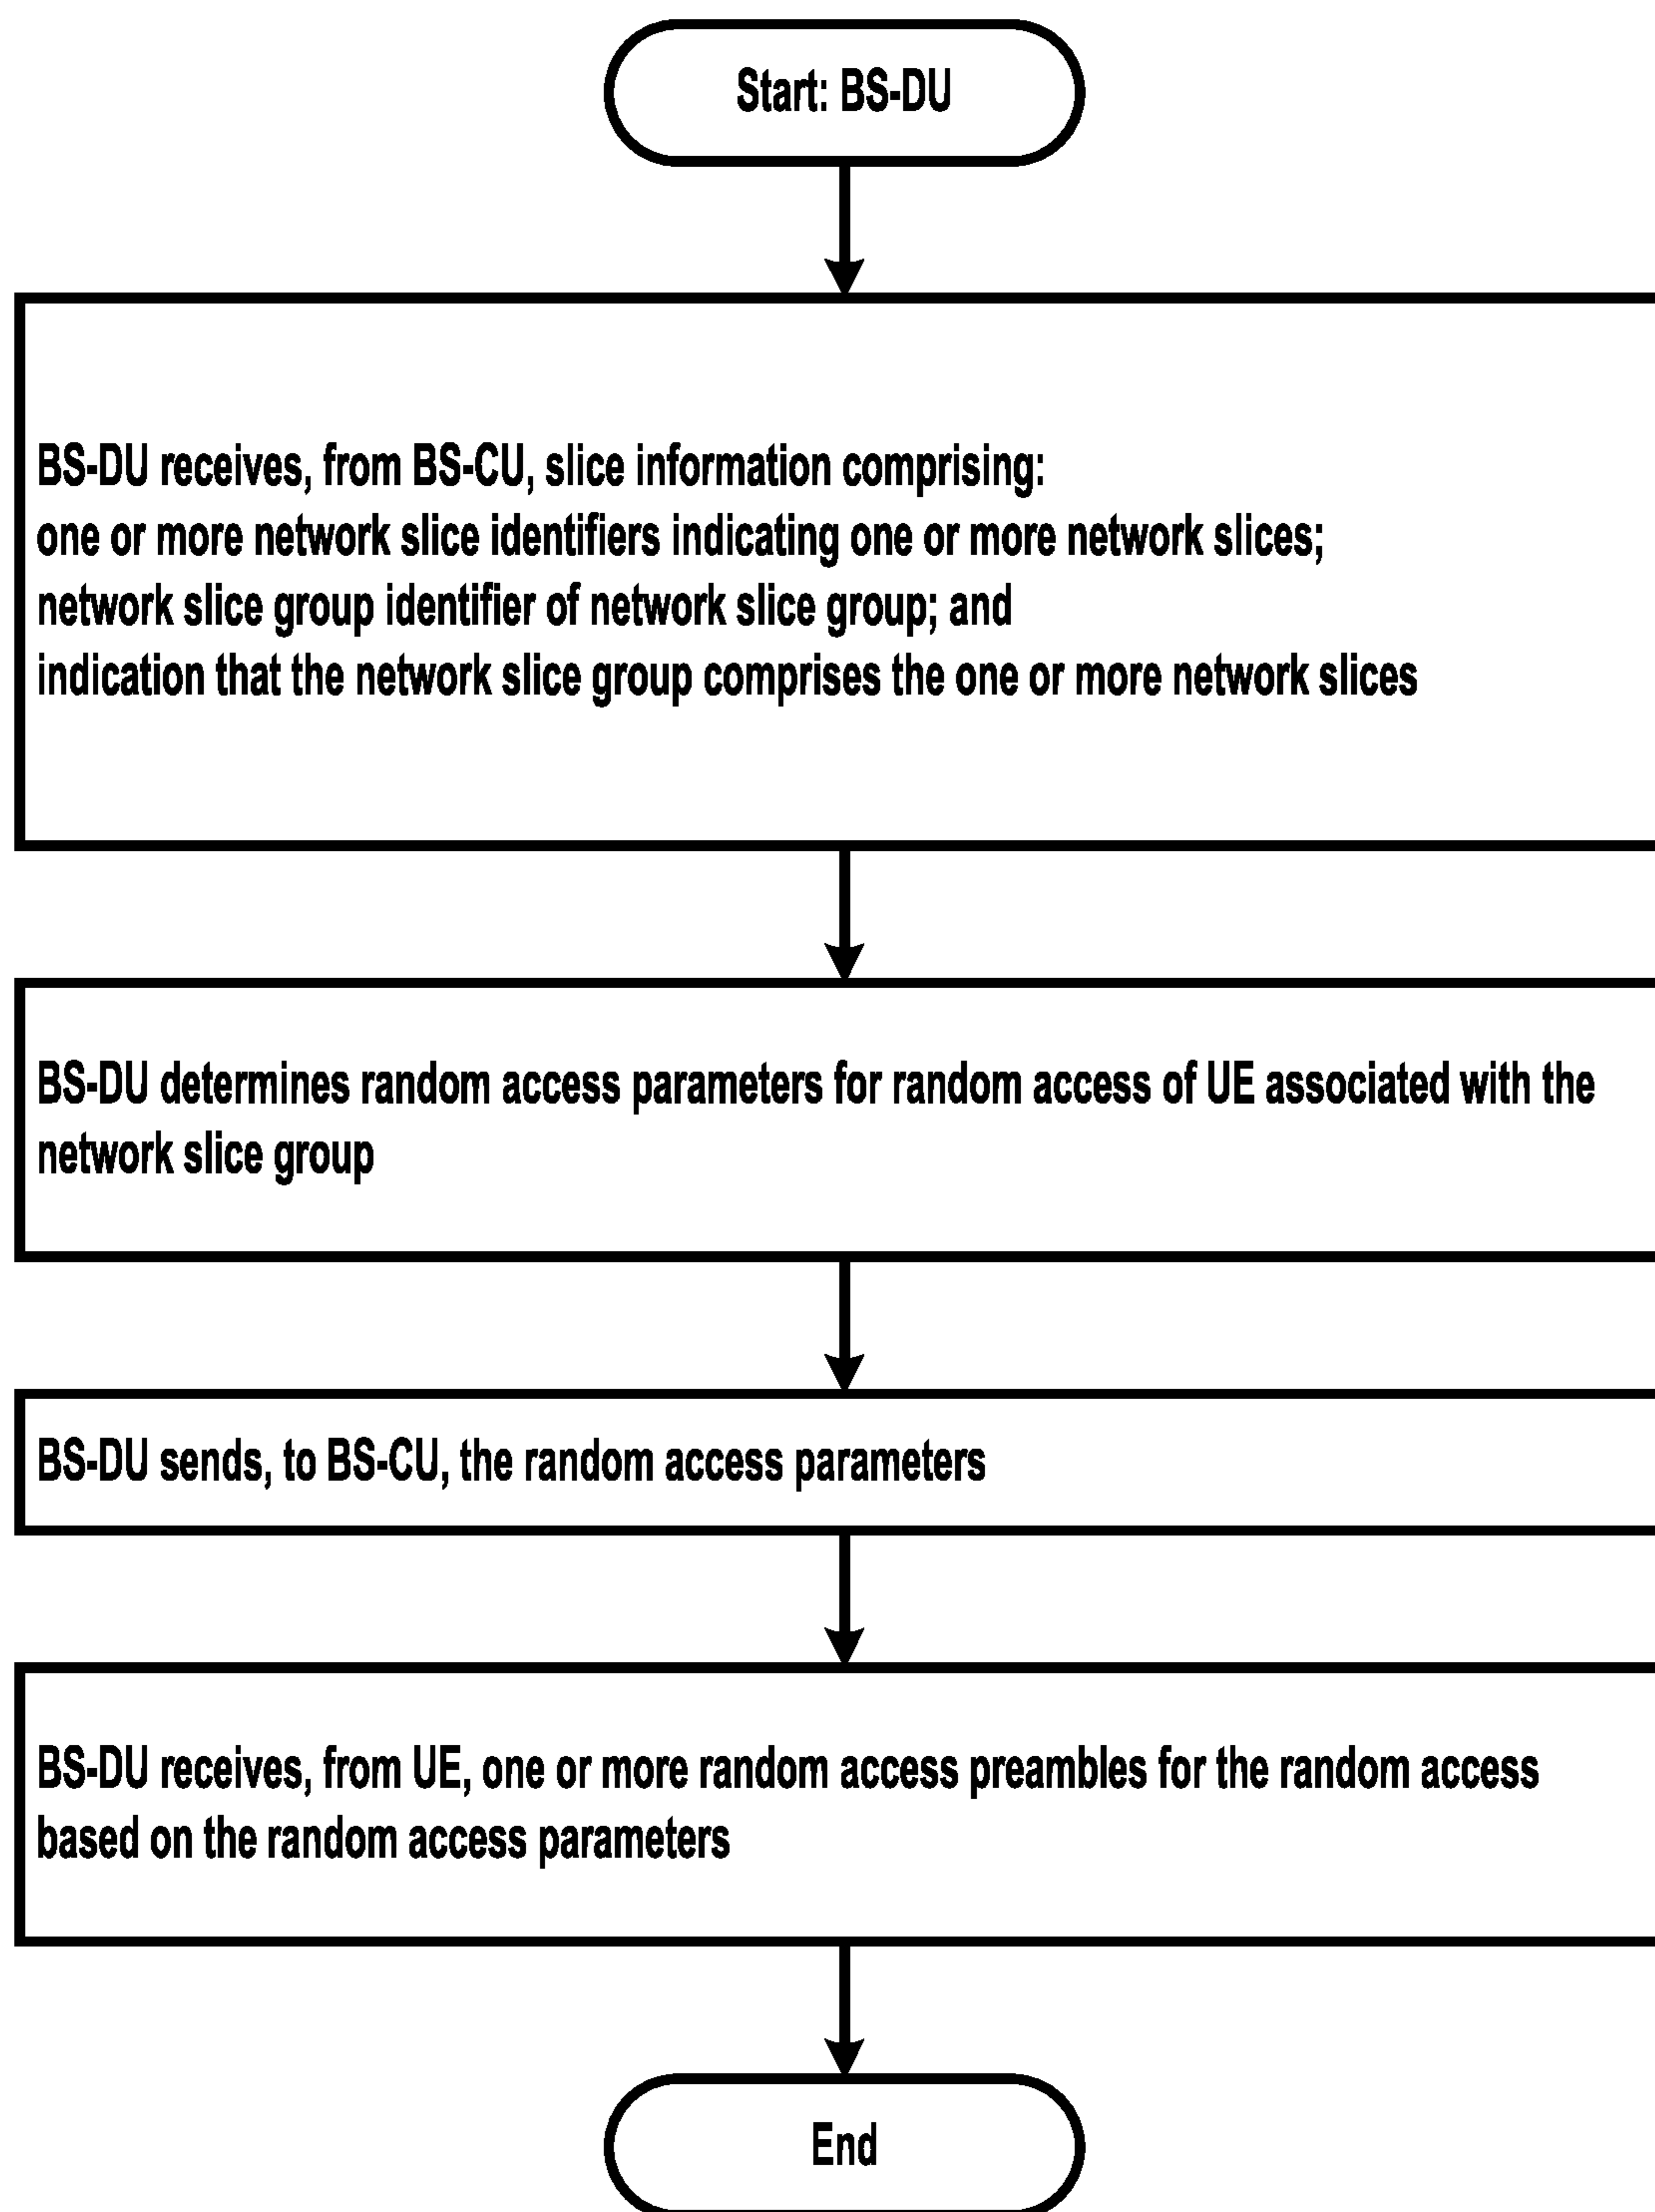 Start: BS-DU
BS-DU receives, from BS-CU, slice information comprising:
one or more network slice identifiers indicating one or more network slices;
network slice group identifier of network slice group; and
indication that the network slice group comprises the one or more network slices
BS-DU determines random access parameters for random access of UE associated with the
network slice group
BS-DU sends, to BS-CU, the random access parameters
BS-DU receives, from UE, one or more random access preambles for the random access
based on the random access parameters
End